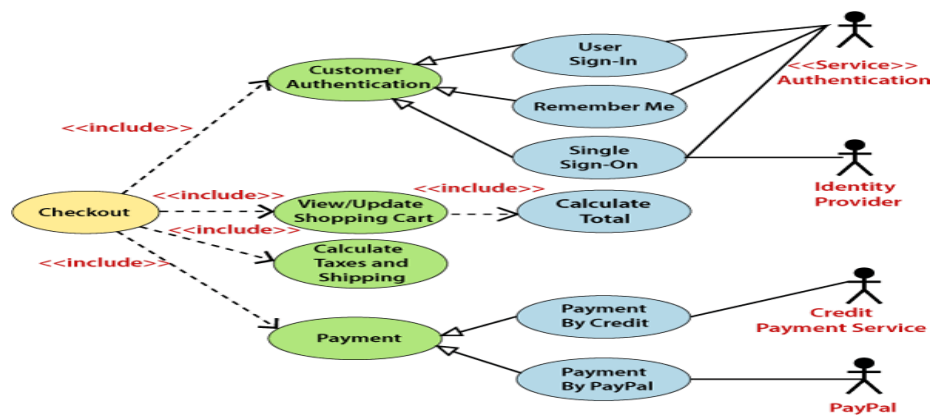 User
Sign-In
<<Service>>
Authentication
Customer
Authentication
Remember Me
<<include>>
Single
Sign-On
Identity
Provider
Checkout
<<include>>
View/Update
Shopping Cart
<<include>>
Calculate
Total
<<include>>
Calculate
Taxes and
Shipping
<<include>>
Payment
By Credit
Credit
Payment Service
Payment
Payment
By PayPal
PayPal